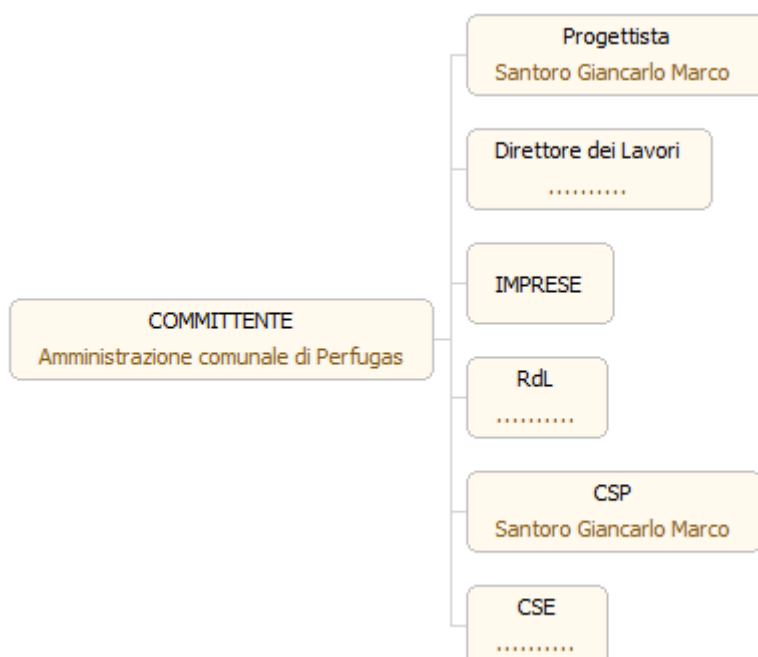 Progettista
Santoro Giancarlo Marco
Direttore dei Lavori
..........
IMPRESE
COMMITTENTE
Amministrazione comunale di Perfugas
RdL
..........
CSP
Santoro Giancarlo Marco
CSE
..........